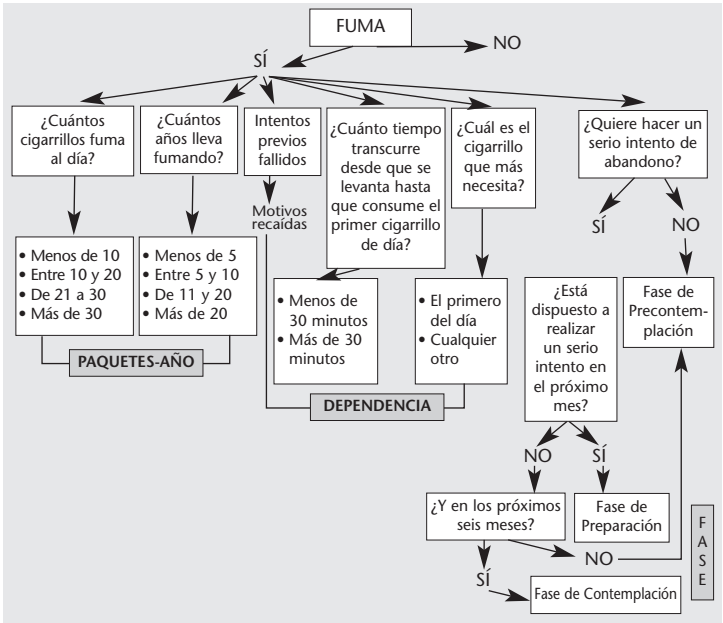 FUMA
NO
SÍ
¿Cuántos
cigarrillos fuma
al día?
¿Cuántos
años lleva
fumando?
Intentos
previos
fallidos
¿Cuánto tiempo
transcurre
desde que se
levanta hasta
que consume el
primer cigarrillo
de día?
¿Cuál es el
cigarrillo
que más
necesita?
¿Quiere hacer un
serio intento de
abandono?
Motivos
recaídas
SÍ
NO
• Menos de 10
• Entre 10 y 20
• De 21 a 30
• Más de 30
• Menos de 5
• Entre 5 y 10
• De 11 y 20
• Más de 20
PAQUETES-AÑO
• Menos de
30 minutos
• Más de 30
minutos
• El primero
del día
• Cualquier
otro
DEPENDENCIA
¿Está
dispuesto a
realizar
un serio
intento en
el próximo
mes?
Fase de
Precontem-
plación
NO
SÍ
¿Y en los próximos
seis meses?
Fase de
Preparación
NO
SÍ
Fase de Contemplación
F
A
S
E